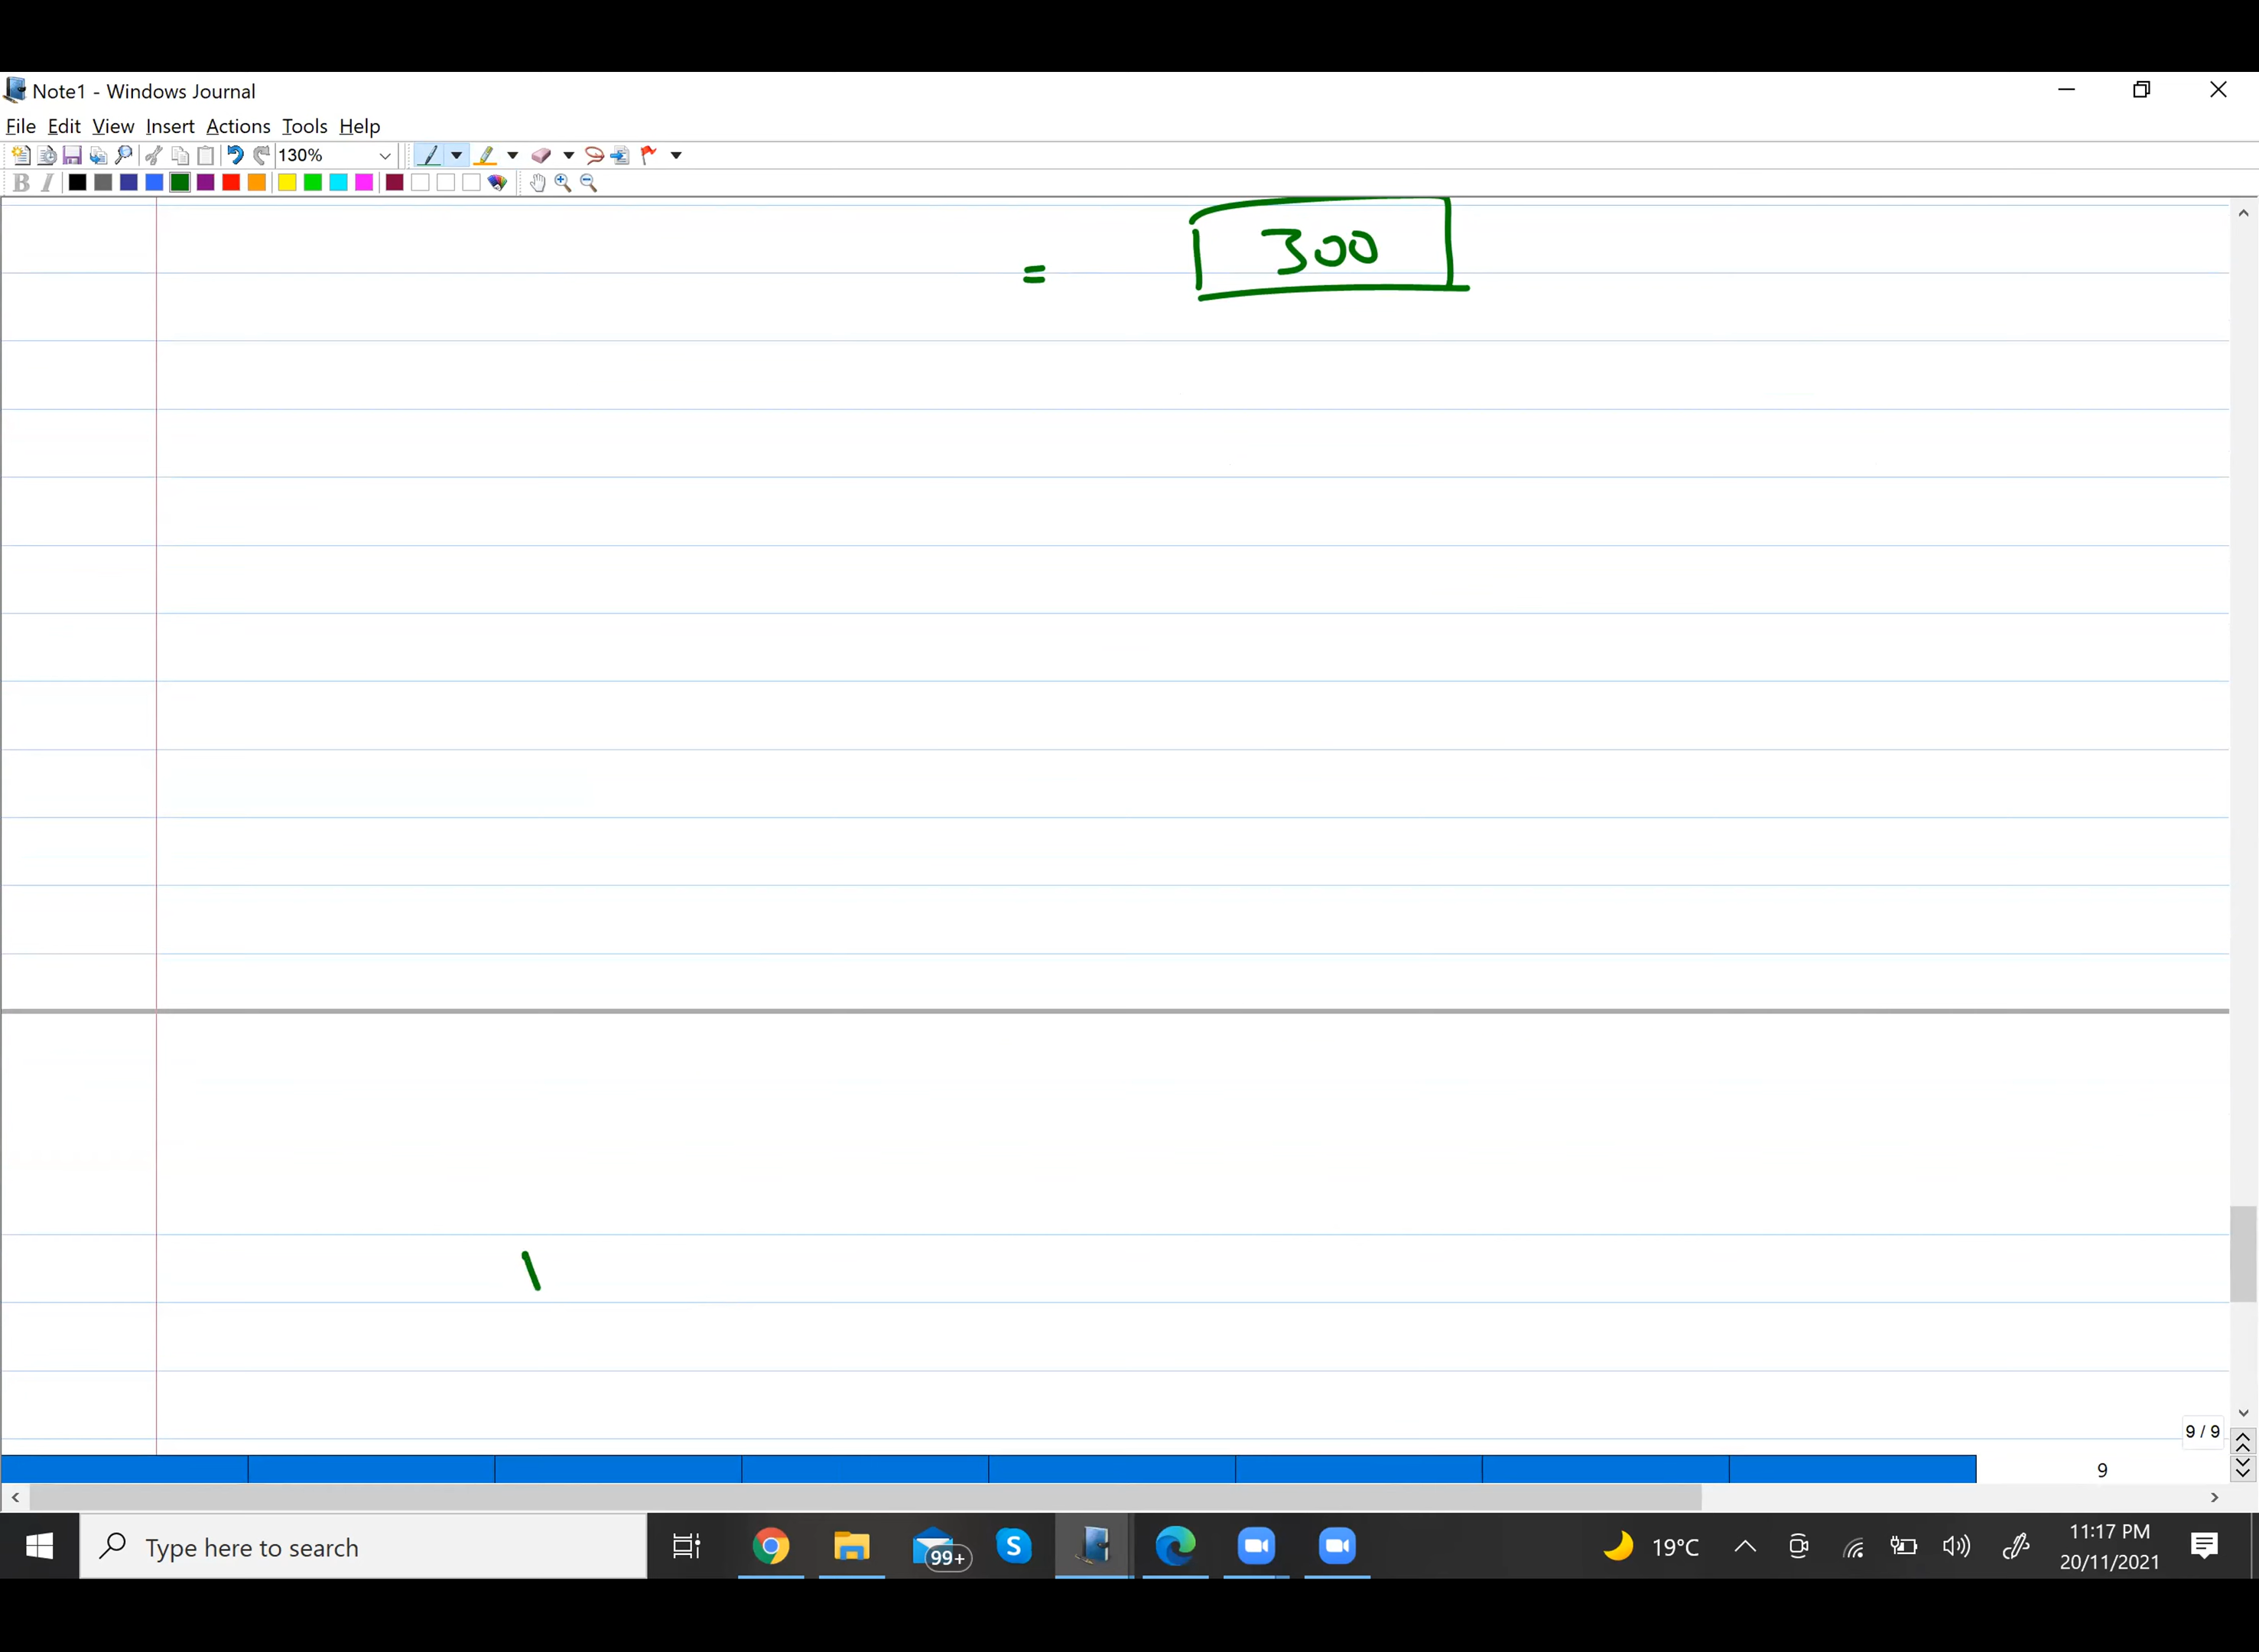 Note1 - Windows Journal
File Edit View Insert Actions Tools Help
130%
B I
= 300
\
9 / 9
9
Type here to search
99+
S
19°C
11:17 PM
20/11/2021